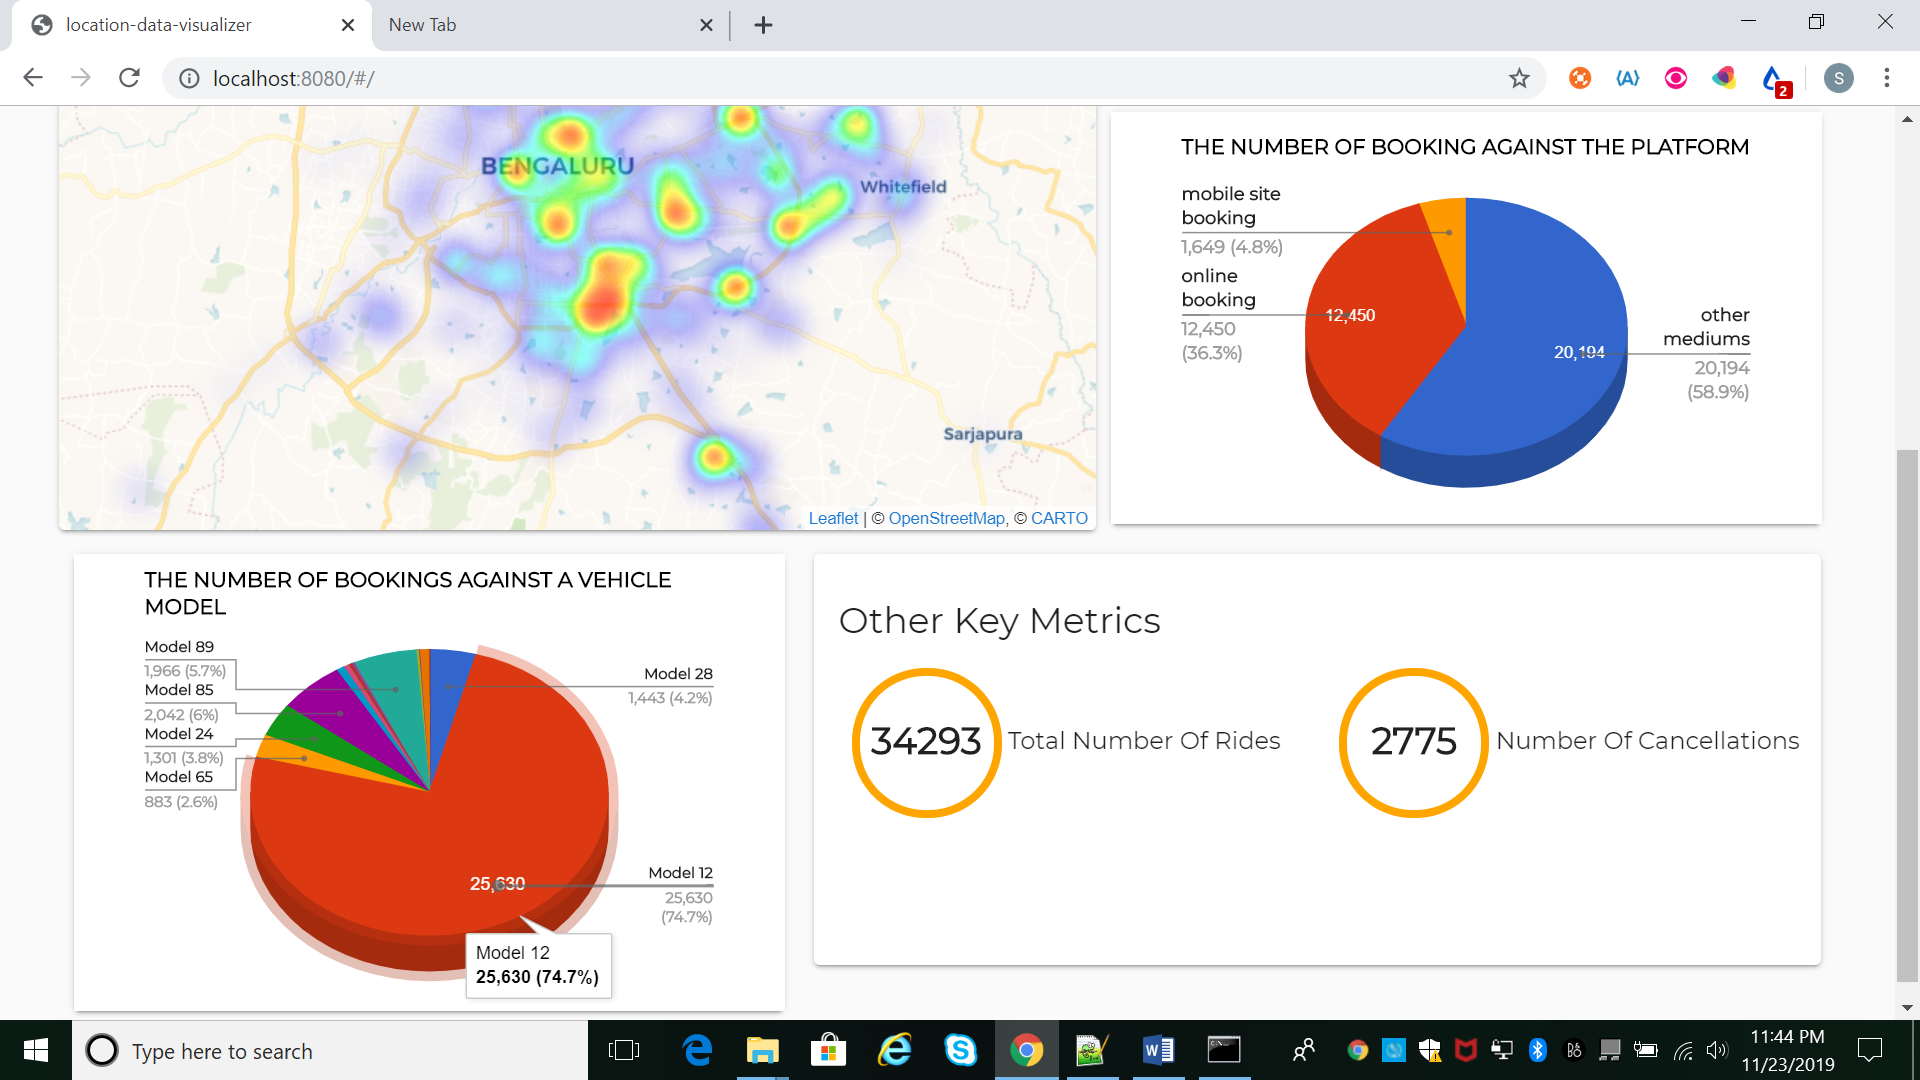 location-data-visualizer
New Tab
localhost:8080/#/
2
S
BENGALURU
Whitefield
Sarjapura
Leaflet | © OpenStreetMap, © CARTO
THE NUMBER OF BOOKING AGAINST THE PLATFORM
mobile site
booking
1,649 (4.8%)
online
booking
12,450
(36.3%)
12,450
20,194
other
mediums
20,194
(58.9%)
THE NUMBER OF BOOKINGS AGAINST A VEHICLE
MODEL
Model 89
1,966 (5.7%)
Model 85
2,042 (6%)
Model 24
1,301 (3.8%)
Model 65
883 (2.6%)
Model 28
1,443 (4.2%)
25,630
Model 12
25,630
(74.7%)
Model 12
25,630 (74.7%)
Other Key Metrics
34293 Total Number Of Rides
2775 Number Of Cancellations
Type here to search
11:44 PM
11/23/2019